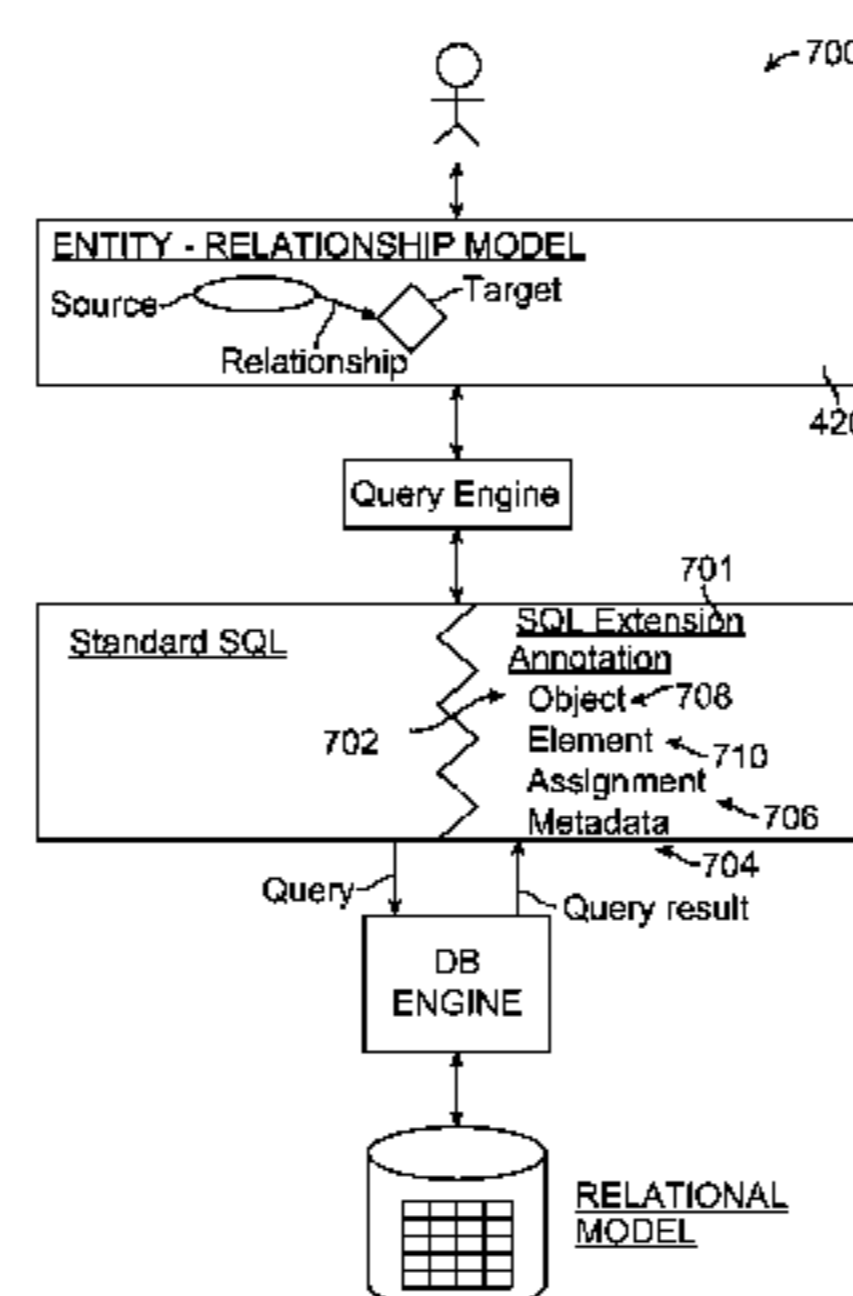 700
ENTITY - RELATIONSHIP MODEL
Source
Target
Relationship
420
Query Engine
701
Standard SQL
SQL Extension
Annotation
Object
708
702
Element
710
Assignment
706
Metadata
704
Query
Query result
DB
ENGINE
RELATIONAL
MODEL